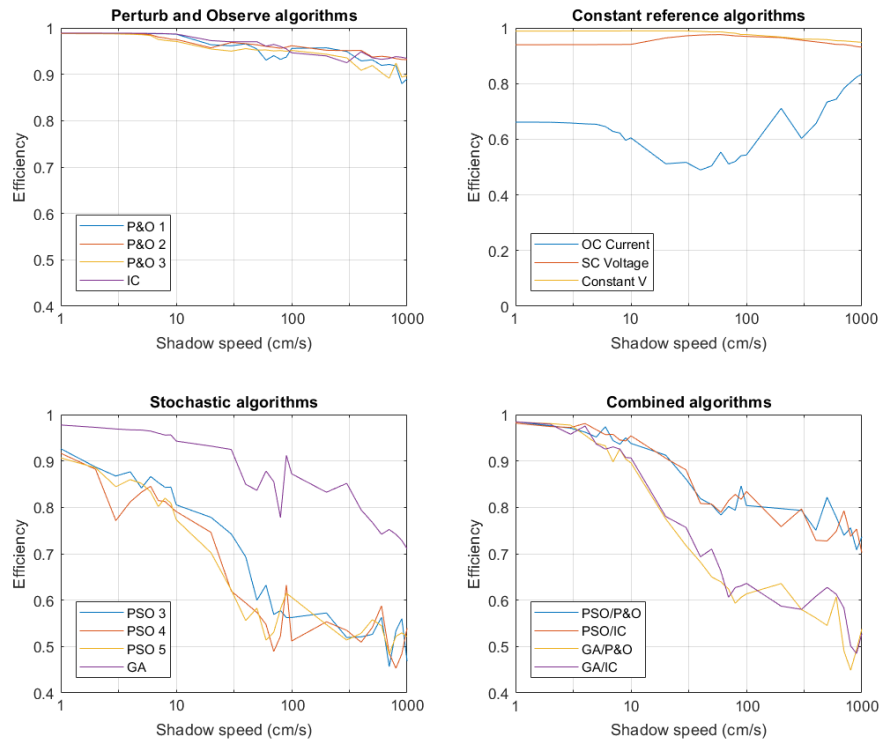 Perturb and Observe algorithms
1
0.9
0.8
0.7
0.6
0.5
0.4
Efficiency
P&O 1
P&O 2
P&O 3
IC
1
10
100
1000
Shadow speed (cm/s)
Constant reference algorithms
1
0.8
0.6
0.4
0.2
0
Efficiency
OC Current
SC Voltage
Constant V
1
10
100
1000
Shadow speed (cm/s)
Stochastic algorithms
1
0.9
0.8
0.7
0.6
0.5
0.4
Efficiency
PSO 3
PSO 4
PSO 5
GA
1
10
100
1000
Shadow speed (cm/s)
Combined algorithms
1
0.9
0.8
0.7
0.6
0.5
0.4
Efficiency
PSO/P&O
PSO/IC
GA/P&O
GA/IC
1
10
100
1000
Shadow speed (cm/s)